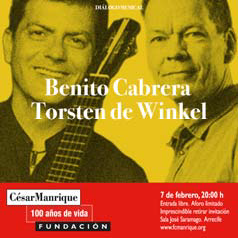 DIÁLOGO MUSICAL
Benito Cabrera
Torsten de Winkel
CésarManrique
100 años de vida
FUNDACIÓN
7 de febrero, 20:00 h
Entrada libre. Aforo limitado
Imprescindible retirar invitación
Sala José Saramago. Arrecife
www.fcmanrique.org